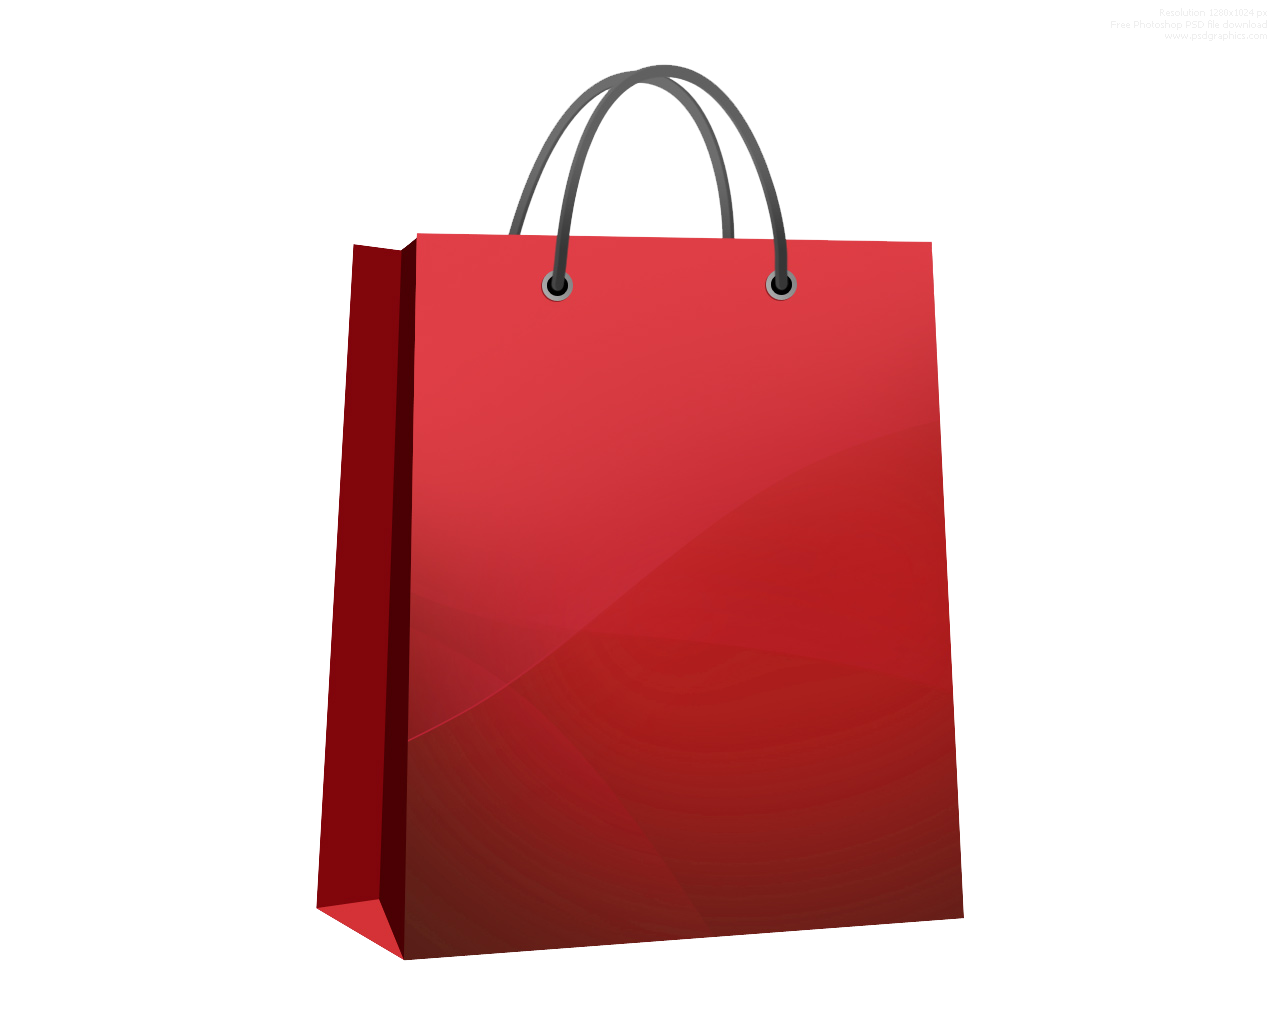 Resolution 1280x1024 px
Free Photoshop PSD file download
www.psdgraphics.com